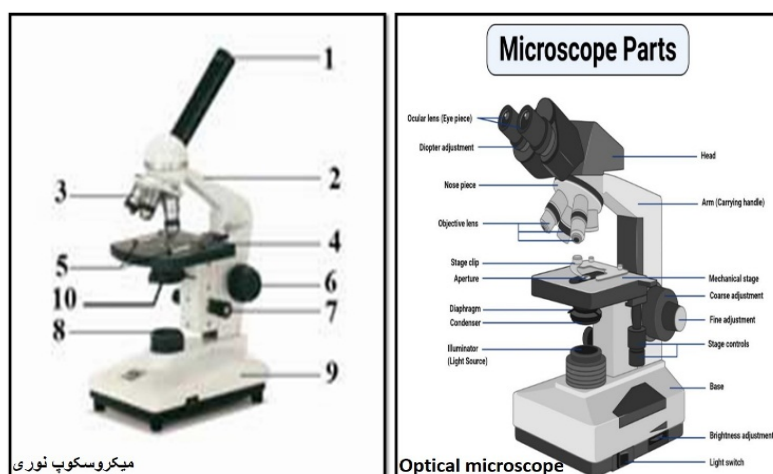 1
2
3
4
5
6
10
7
8
9
میکروسکوپ نوری
Microscope Parts
Ocular lens (Eye piece)
Diopter adjustment
Head
Nose piece
Arm (Carrying handle)
Objective lens
Stage clip
Aperture
Mechanical stage
Coarse adjustment
Diaphragm
Condenser
Fine adjustment
Illuminator
(Light Source)
Stage controls
Base
Brightness adjustment
Light switch
Optical microscope